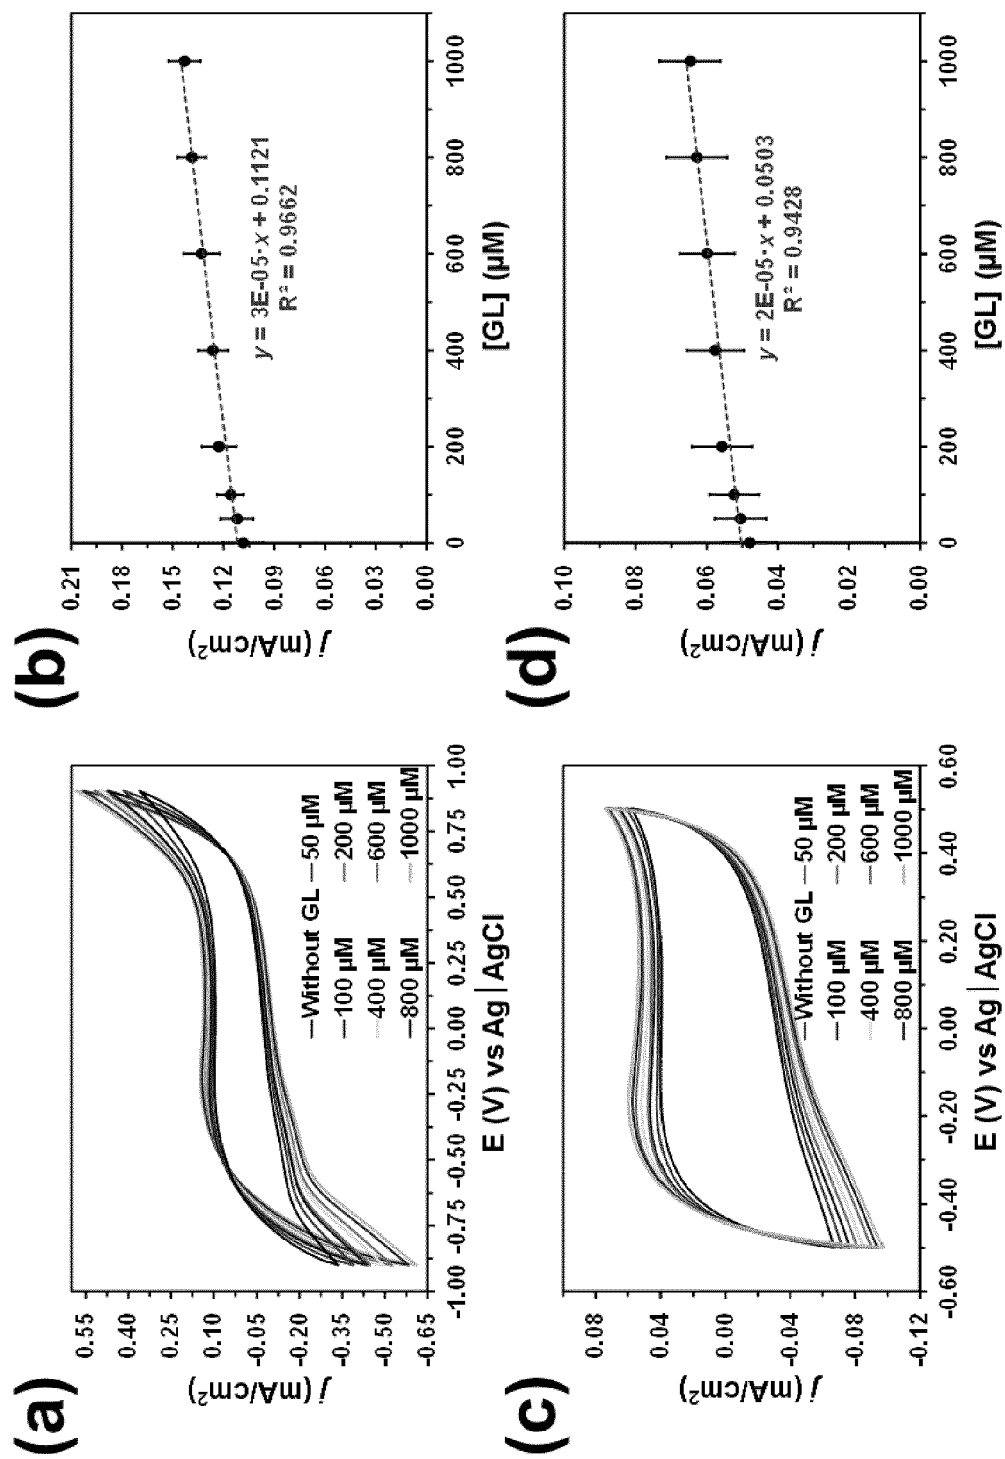 (a)
j (mA/cm²)
0.55
0.40
0.25
0.10
-0.05
-0.20
-0.35
-0.50
-0.65
-1.00 -0.75 -0.50 -0.25 0.00 0.25 0.50 0.75 1.00
E (V) vs Ag | AgCl
Without GL 50 µM
100 µM 200 µM
400 µM 600 µM
800 µM 1000 µM
(b)
j (mA/cm²)
0.21
0.18
0.15
0.12
0.09
0.06
0.03
0.00
0 200 400 600 800 1000
[GL] (µM)
y = 3E-05·x + 0.1121
R² = 0.9662
(c)
j (mA/cm²)
0.08
0.04
0.00
-0.04
-0.08
-0.12
-0.60 -0.40 -0.20 0.00 0.20 0.40 0.60
E (V) vs Ag | AgCl
Without GL 50 µM
100 µM 200 µM
400 µM 600 µM
800 µM 1000 µM
(d)
j (mA/cm²)
0.10
0.08
0.06
0.04
0.02
0.00
0 200 400 600 800 1000
[GL] (µM)
y = 2E-05·x + 0.0503
R² = 0.9428